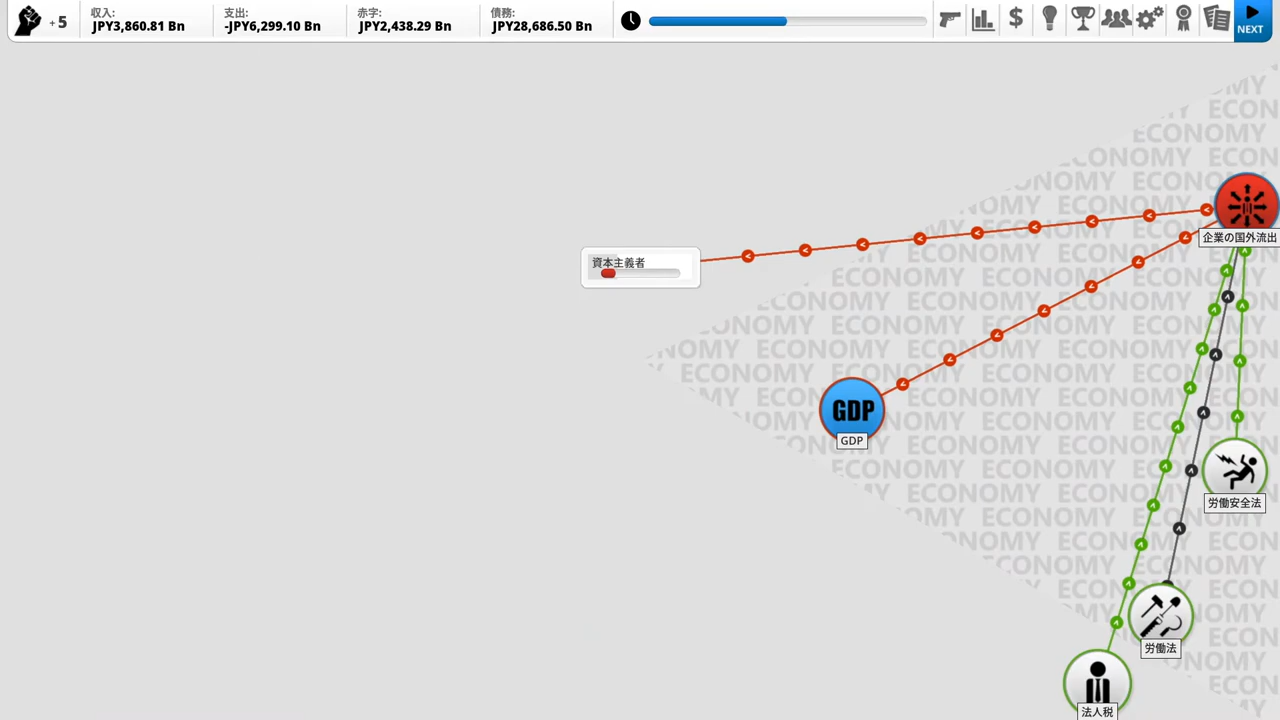 +5
収入:
JPY3,860.81 Bn
支出:
-JPY6,299.10 Bn
赤字:
JPY2,438.29 Bn
債務:
JPY28,686.50 Bn
NEXT
企業の国外流出
資本主義者
GDP
GDP
労働安全法
労働法
法人税
ECONOMY